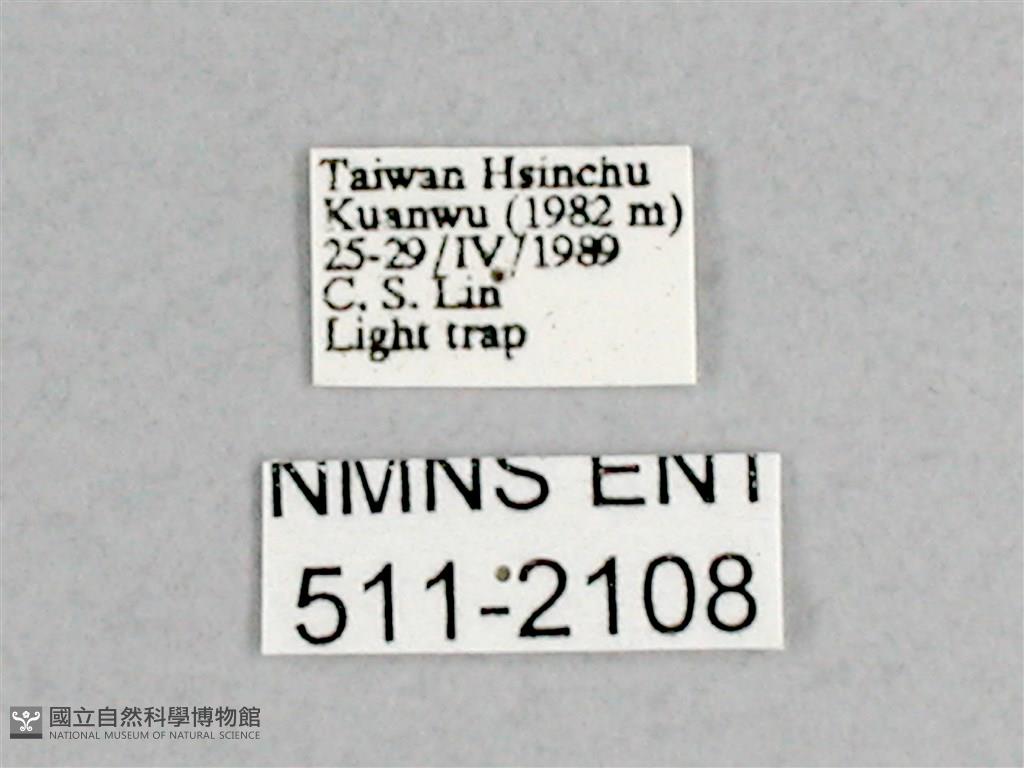 Taiwan Hsinchu
Kuanwu (1982 m)
25-29/IV/1989
C. S. Lin
Light trap
NMNS ENT
511-2108
國立自然科學博物館
NATIONAL MUSEUM OF NATURAL SCIENCE